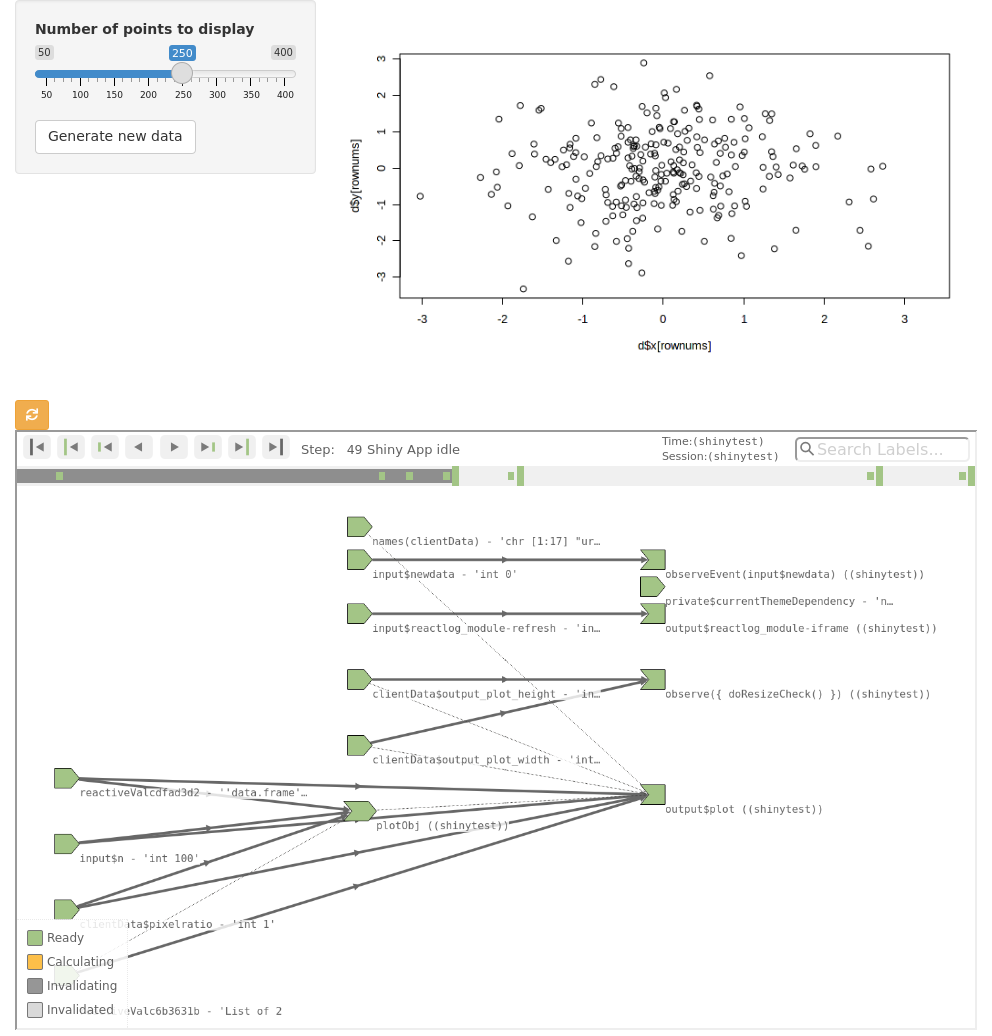 Number of points to display
50 250 400
50 100 150 200 250 300 350 400
Generate new data
3
2
1
0
-1
-2
-3
d$y[rownums]
-3 -2 -1 0 1 2 3
d$x[rownums]
Step: 49 Shiny App idle
Time:(shinytest)
Session:(shinytest)
Search Labels…
names(clientData) - 'chr [1:17] "ur…
input$newdata - 'int 0'
observeEvent(input$newdata) ((shinytest))
private$currentThemeDependency - 'n…
input$reactlog_module-refresh - 'in…
output$reactlog_module-iframe ((shinytest))
clientData$output_plot_height - 'in…
observe({ doResizeCheck() }) ((shinytest))
clientData$output_plot_width - 'int…
reactiveValcdfad3d2 - ''data.frame'…
output$plot ((shinytest))
plotObj ((shinytest))
input$n - 'int 100'
clientData$pixelratio - 'int 1'
Ready
Calculating
Invalidating
Invalidated
veValc6b3631b - 'List of 2